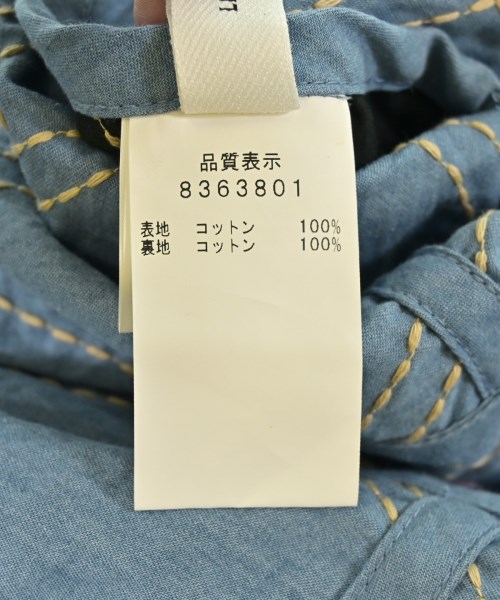 品質表示
8363801
表地 コットン 100%
裏地 コットン 100%